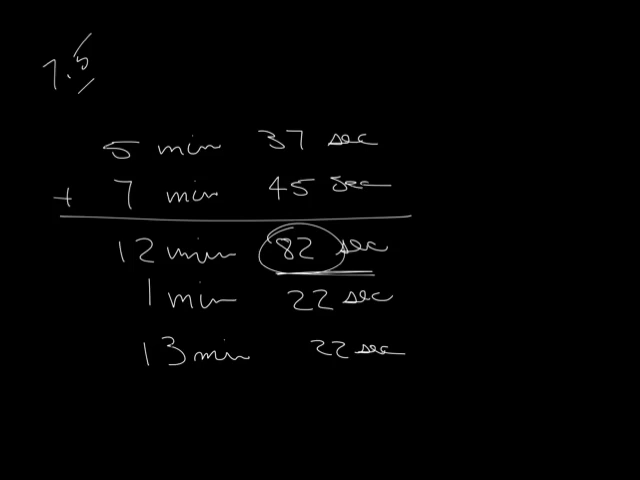 7.5
5 min 37 sec
+ 7 min 45 sec
12 min 82 sec
1 min 22 sec
13 min 22 sec